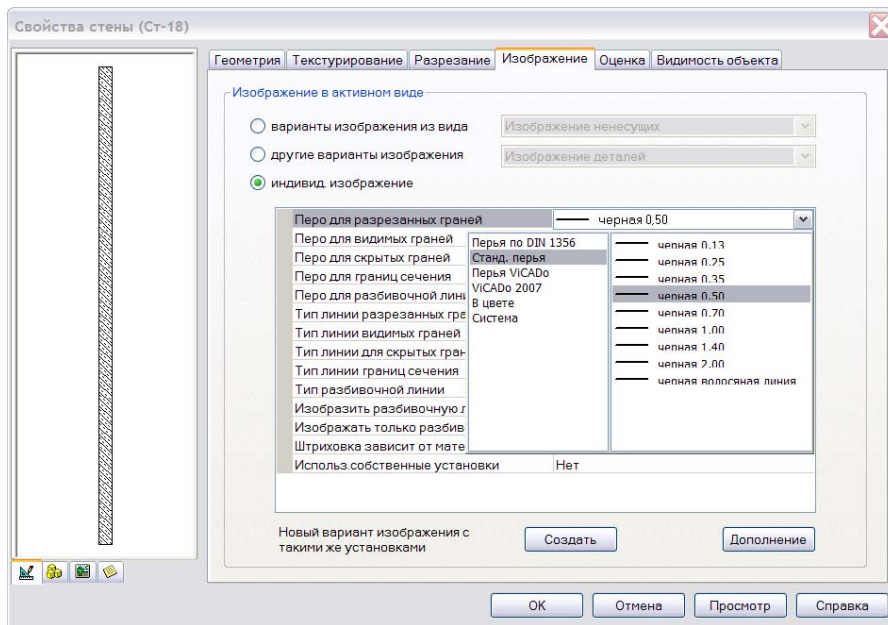 Свойства стены (Ст-18)
Геометрия Текстурирование Разрезание Изображение Оценка Видимость объекта
Изображение в активном виде
варианты изображения из вида Изображение ненесущих
другие варианты изображения Изображение деталей
индивид. изображение
Перо для разрезанных граней черная 0,50
Перо для видимых граней
Перо для скрытых граней
Перо для границ сечения
Перо для разбивочной лини
Тип линии разрезанных гра
Тип линии видимых граней
Тип линии для скрытых гран
Тип линии границ сечения
Тип разбивочной линии
Изобразить разбивочную л
Изображать только разбив
Штриховка зависит от мате
Использ.собственные установки Нет
Перья по DIN 1356
Станд. перья
Перья ViCADo
ViCADo 2007
В цвете
Система
черная 0.13
черная 0.25
черная 0.35
черная 0.50
черная 0.70
черная 1.00
черная 1.40
черная 2.00
черная волосяная линия
Новый вариант изображения с
такими же установками
Создать Дополнение
OK Отмена Просмотр Справка